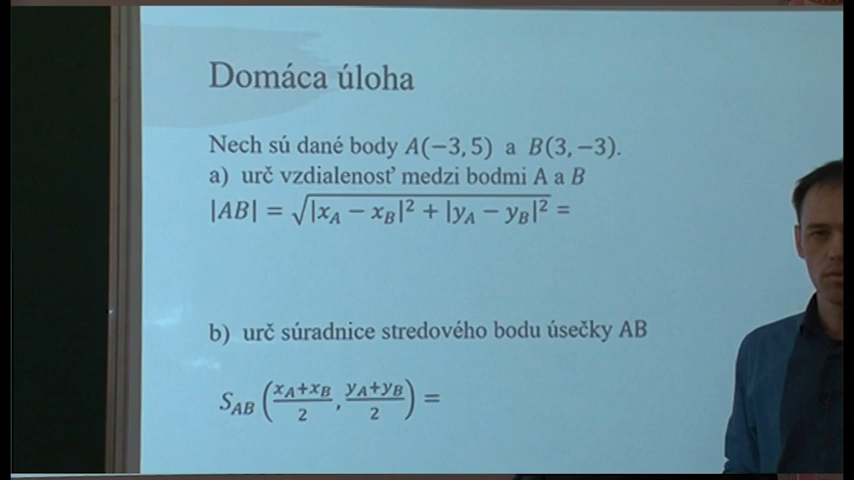 Domáca úloha
Nech sú dané body A(−3, 5) a B(3, −3).
a) urč vzdialenosť medzi bodmi A a B
|AB| = √|x_A − x_B|² + |y_A − y_B|² =
b) urč súradnice stredového bodu úsečky AB
S_AB (x_A+x_B/2, y_A+y_B/2) =